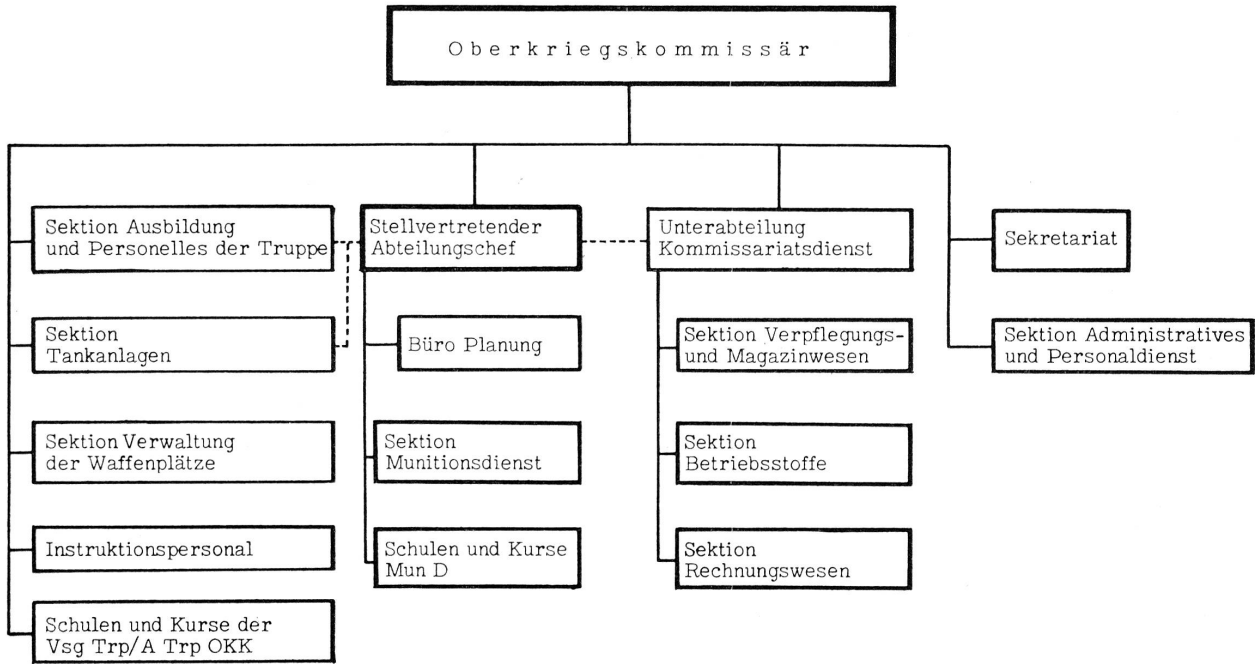 Oberkriegskommissär
Sektion Ausbildung
und Personelles der Truppe
Sektion
Tankanlagen
Sektion Verwaltung
der Waffenplätze
Instruktionspersonal
Schulen und Kurse der
Vsg Trp/A Trp OKK
Stellvertretender
Abteilungschef
Büro Planung
Sektion
Munitionsdienst
Schulen und Kurse
Mun D
Unterabteilung
Kommissariatsdienst
Sektion Verpflegungs-
und Magazinwesen
Sektion
Betriebsstoffe
Sektion
Rechnungswesen
Sekretariat
Sektion Administratives
und Personaldienst